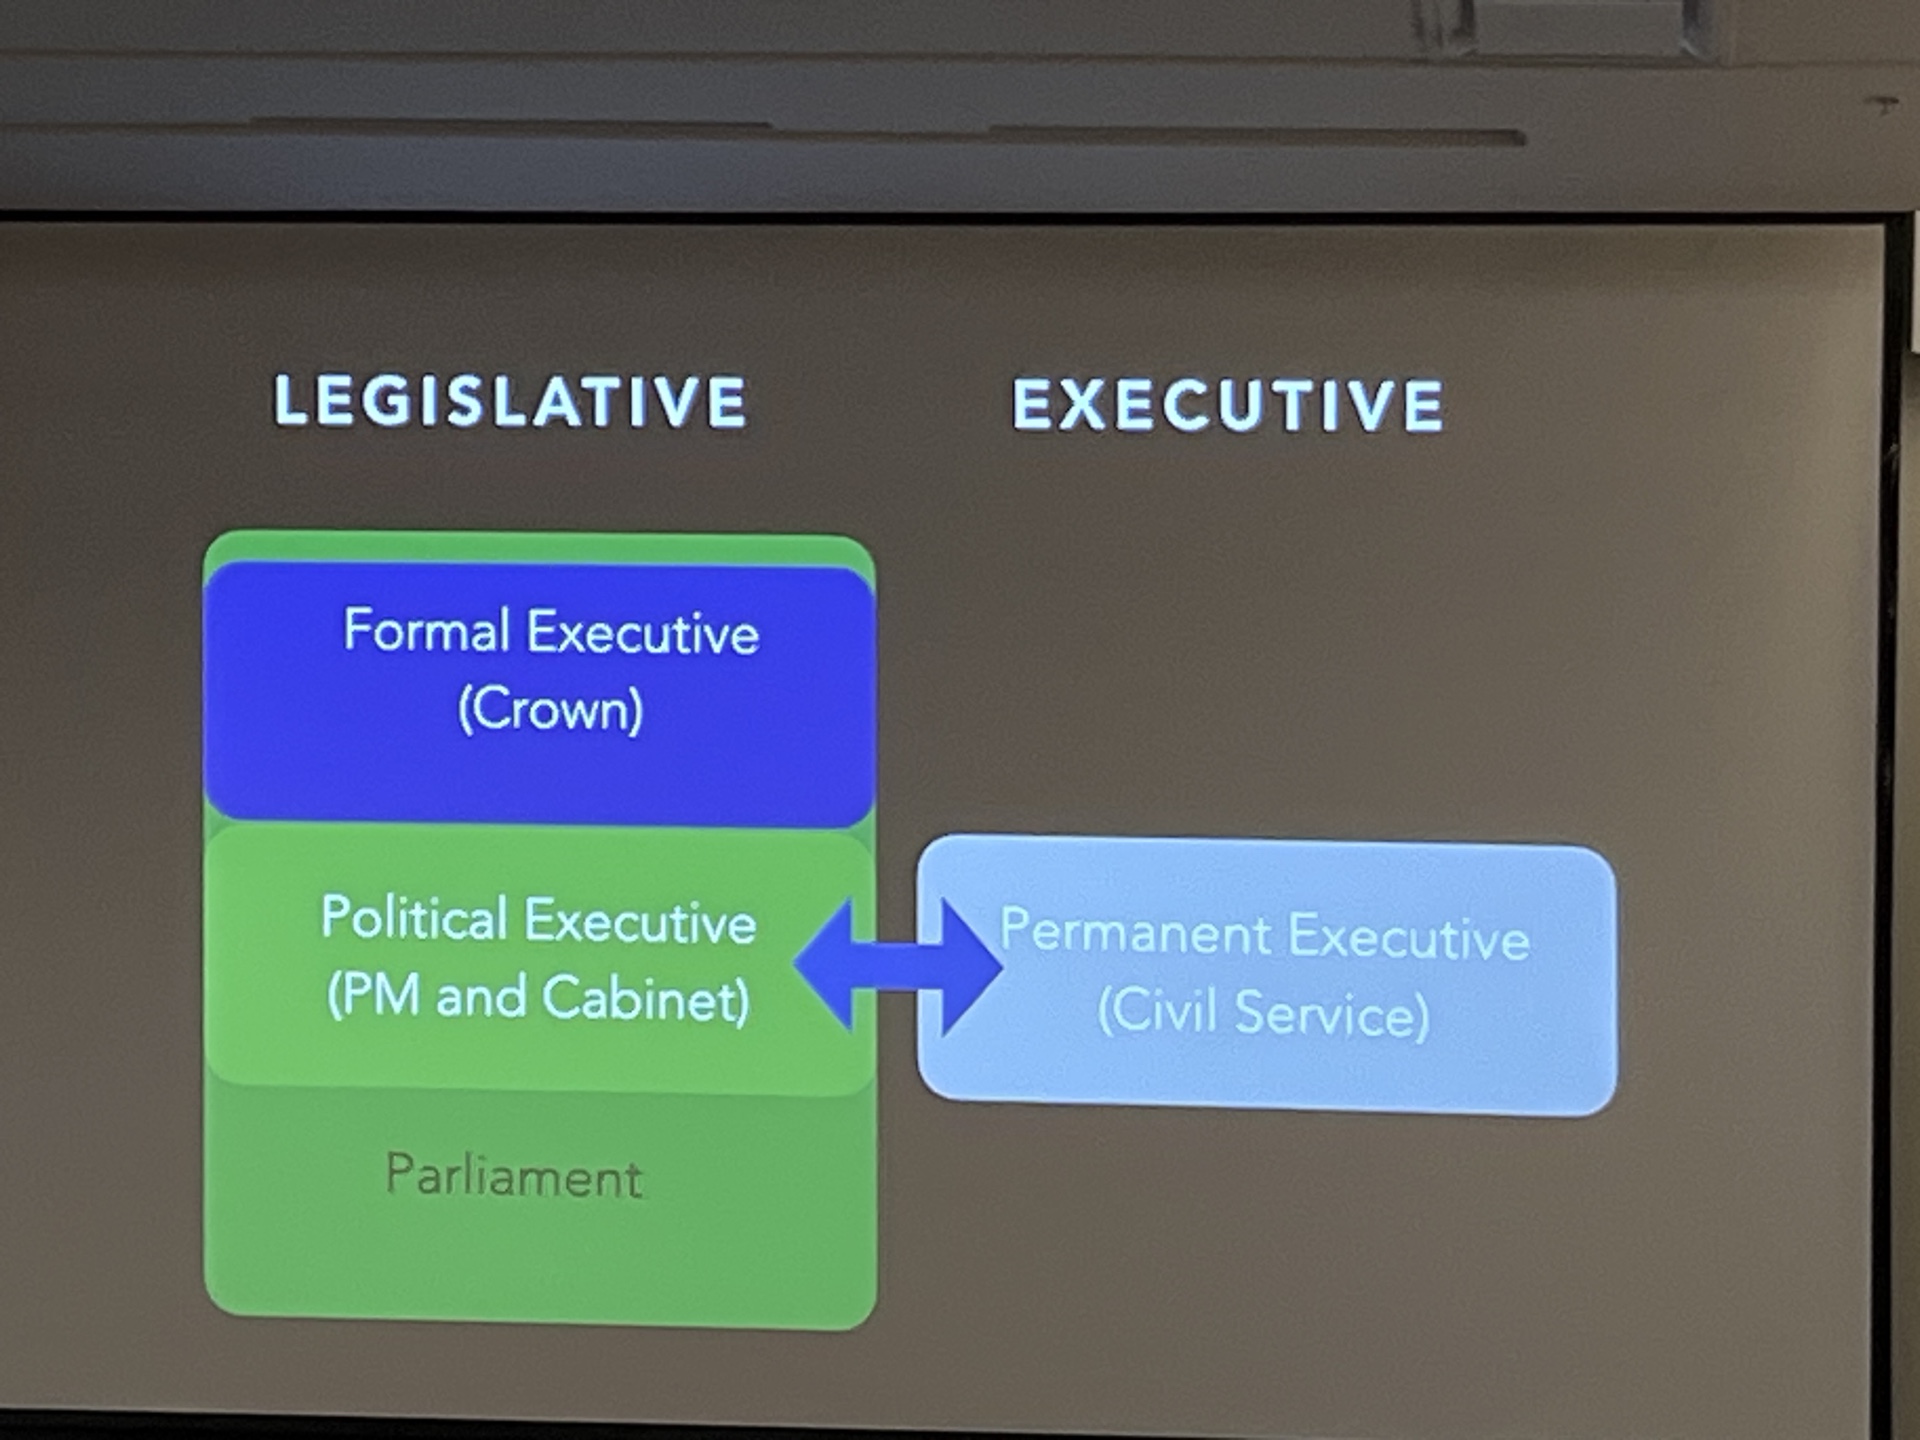 LEGISLATIVE
EXECUTIVE
Formal Executive
(Crown)
Political Executive
(PM and Cabinet)
Permanent Executive
(Civil Service)
Parliament